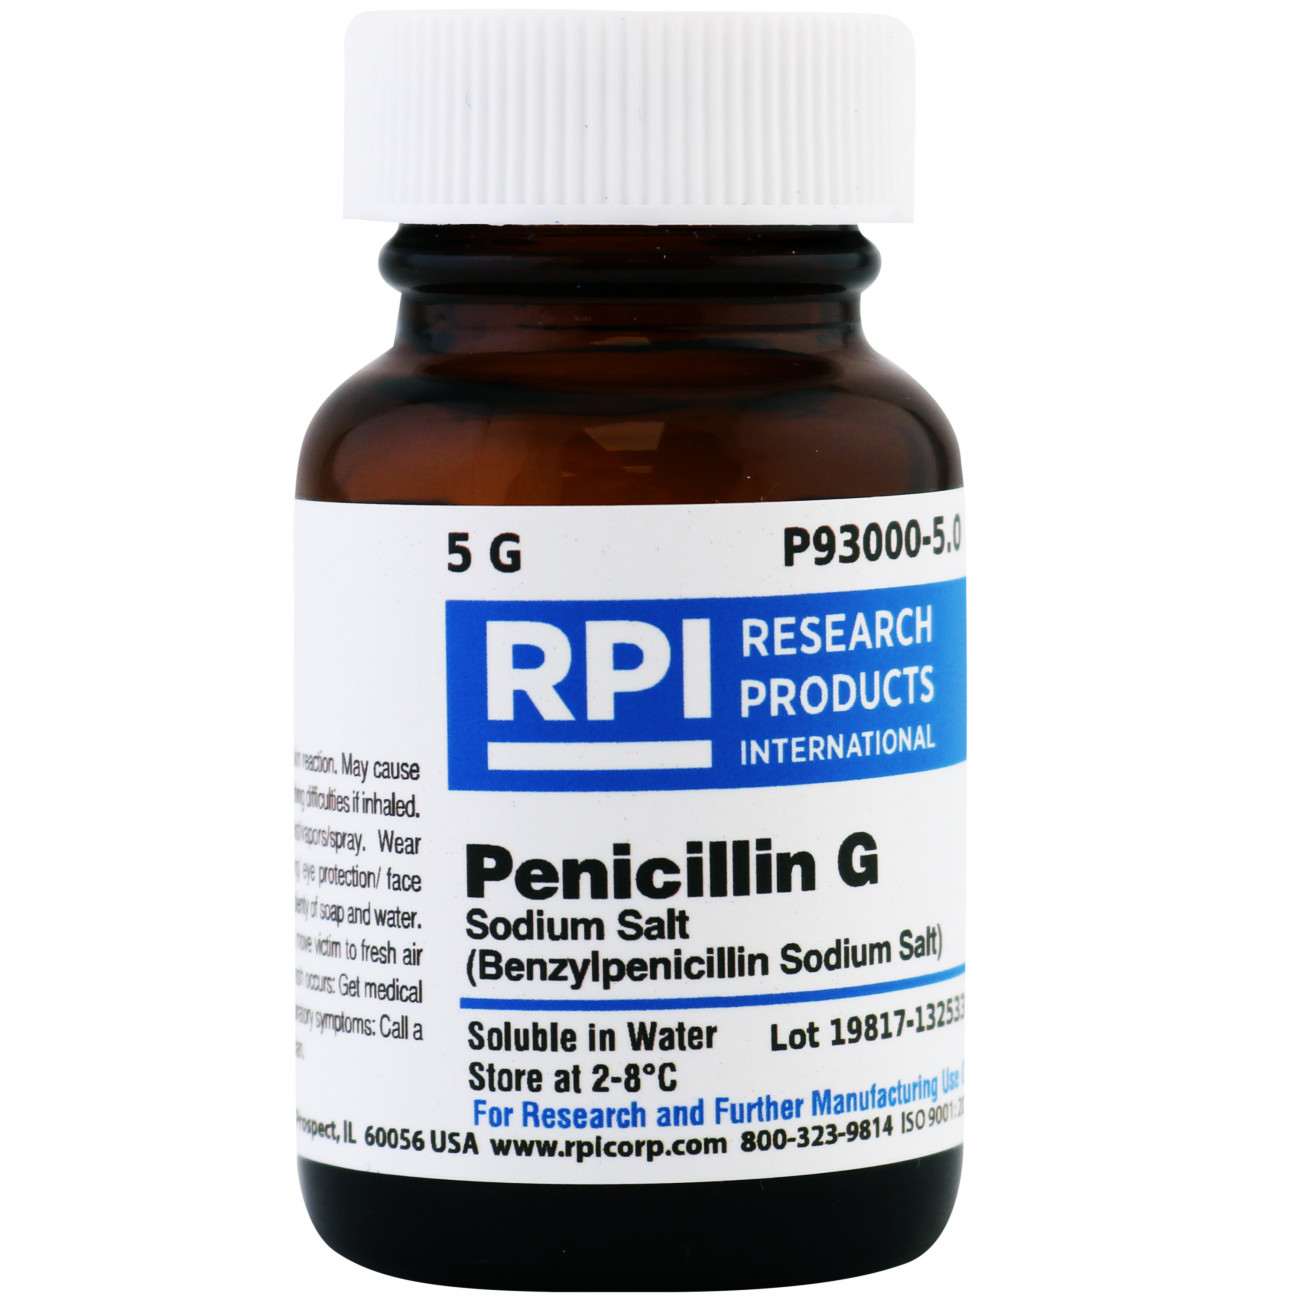 5 G P93000-5.0
RPI RESEARCH
PRODUCTS
INTERNATIONAL
reaction. May cause
difficulties if inhaled.
vapors/spray. Wear
eye protection/ face
of soap and water.
victim to fresh air
occurs: Get medical
symptoms: Call a
Penicillin G
Sodium Salt
(Benzylpenicillin Sodium Salt)
Soluble in Water Lot 19817-132533
Store at 2-8°C
For Research and Further Manufacturing Use
Prospect, IL 60056 USA www.rpicorp.com 800-323-9814 ISO 9001: